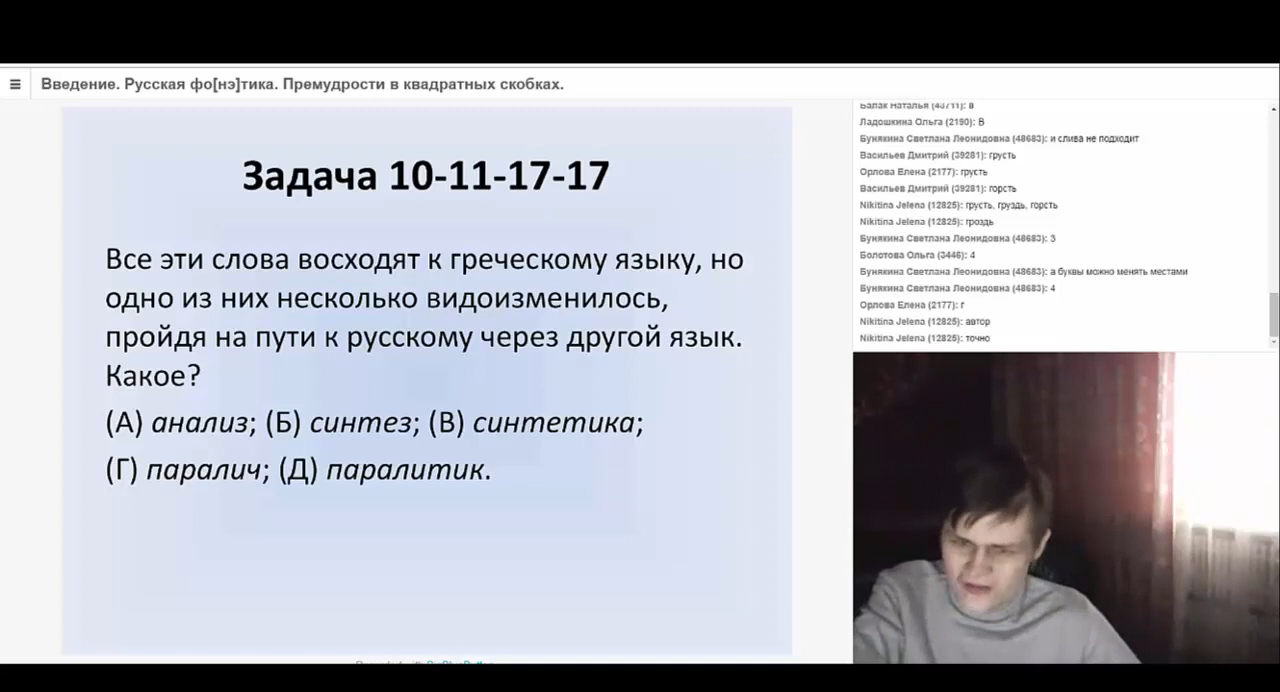 Введение. Русская фо[нэ]тика. Премудрости в квадратных скобках.
Задача 10-11-17-17
Все эти слова восходят к греческому языку, но
одно из них несколько видоизменилось,
пройдя на пути к русскому через другой язык.
Какое?
(А) анализ; (Б) синтез; (В) синтетика;
(Г) паралич; (Д) паралитик.
Балак Наталья (43711): в
Ладошкина Ольга (2190): В
Бунякина Светлана Леонидовна (48683): и слива не подходит
Васильев Дмитрий (39281): грусть
Орлова Елена (2177): грусть
Васильев Дмитрий (39281): горсть
Nikitina Jelena (12825): грусть, груздь, горсть
Nikitina Jelena (12825): гроздь
Бунякина Светлана Леонидовна (48683): 3
Болотова Ольга (3446): 4
Бунякина Светлана Леонидовна (48683): а буквы можно менять местами
Бунякина Светлана Леонидовна (48683): 4
Орлова Елена (2177): г
Nikitina Jelena (12825): автор
Nikitina Jelena (12825): точно